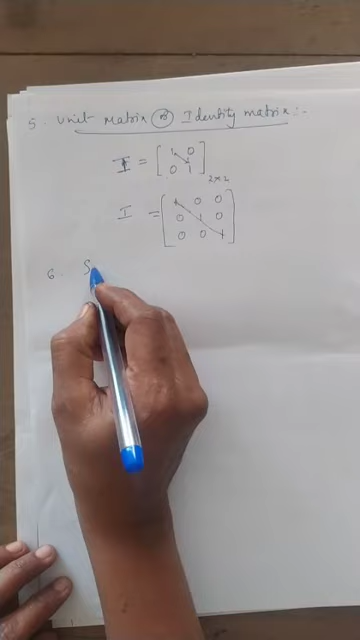 5. Unit Matrix or Identity matrix:-
I = [ 1 0
0 1 ] 2×2
I = [ 1 0 0
0 1 0
0 0 1 ]
6. S